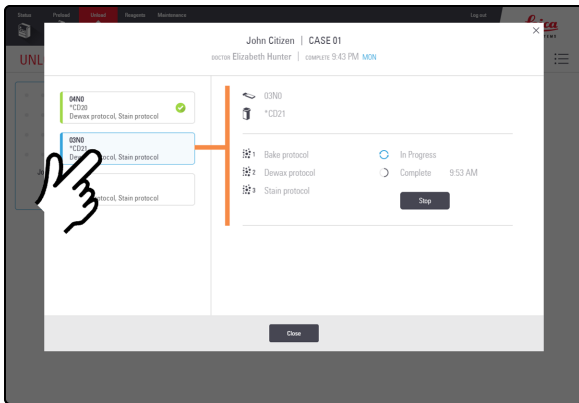 Status Preload Unload Reagents Maintenance Log out
John Citizen | CASE 01
DOCTOR Elizabeth Hunter | COMPLETE 9:43 PM MON
04N0
*CD20
Dewax protocol, Stain protocol
03N0
*CD21
protocol, Stain protocol
protocol, Stain protocol
03N0
*CD21
1 Bake protocol In Progress
2 Dewax protocol Complete 9:53 AM
3 Stain protocol
Stop
Close